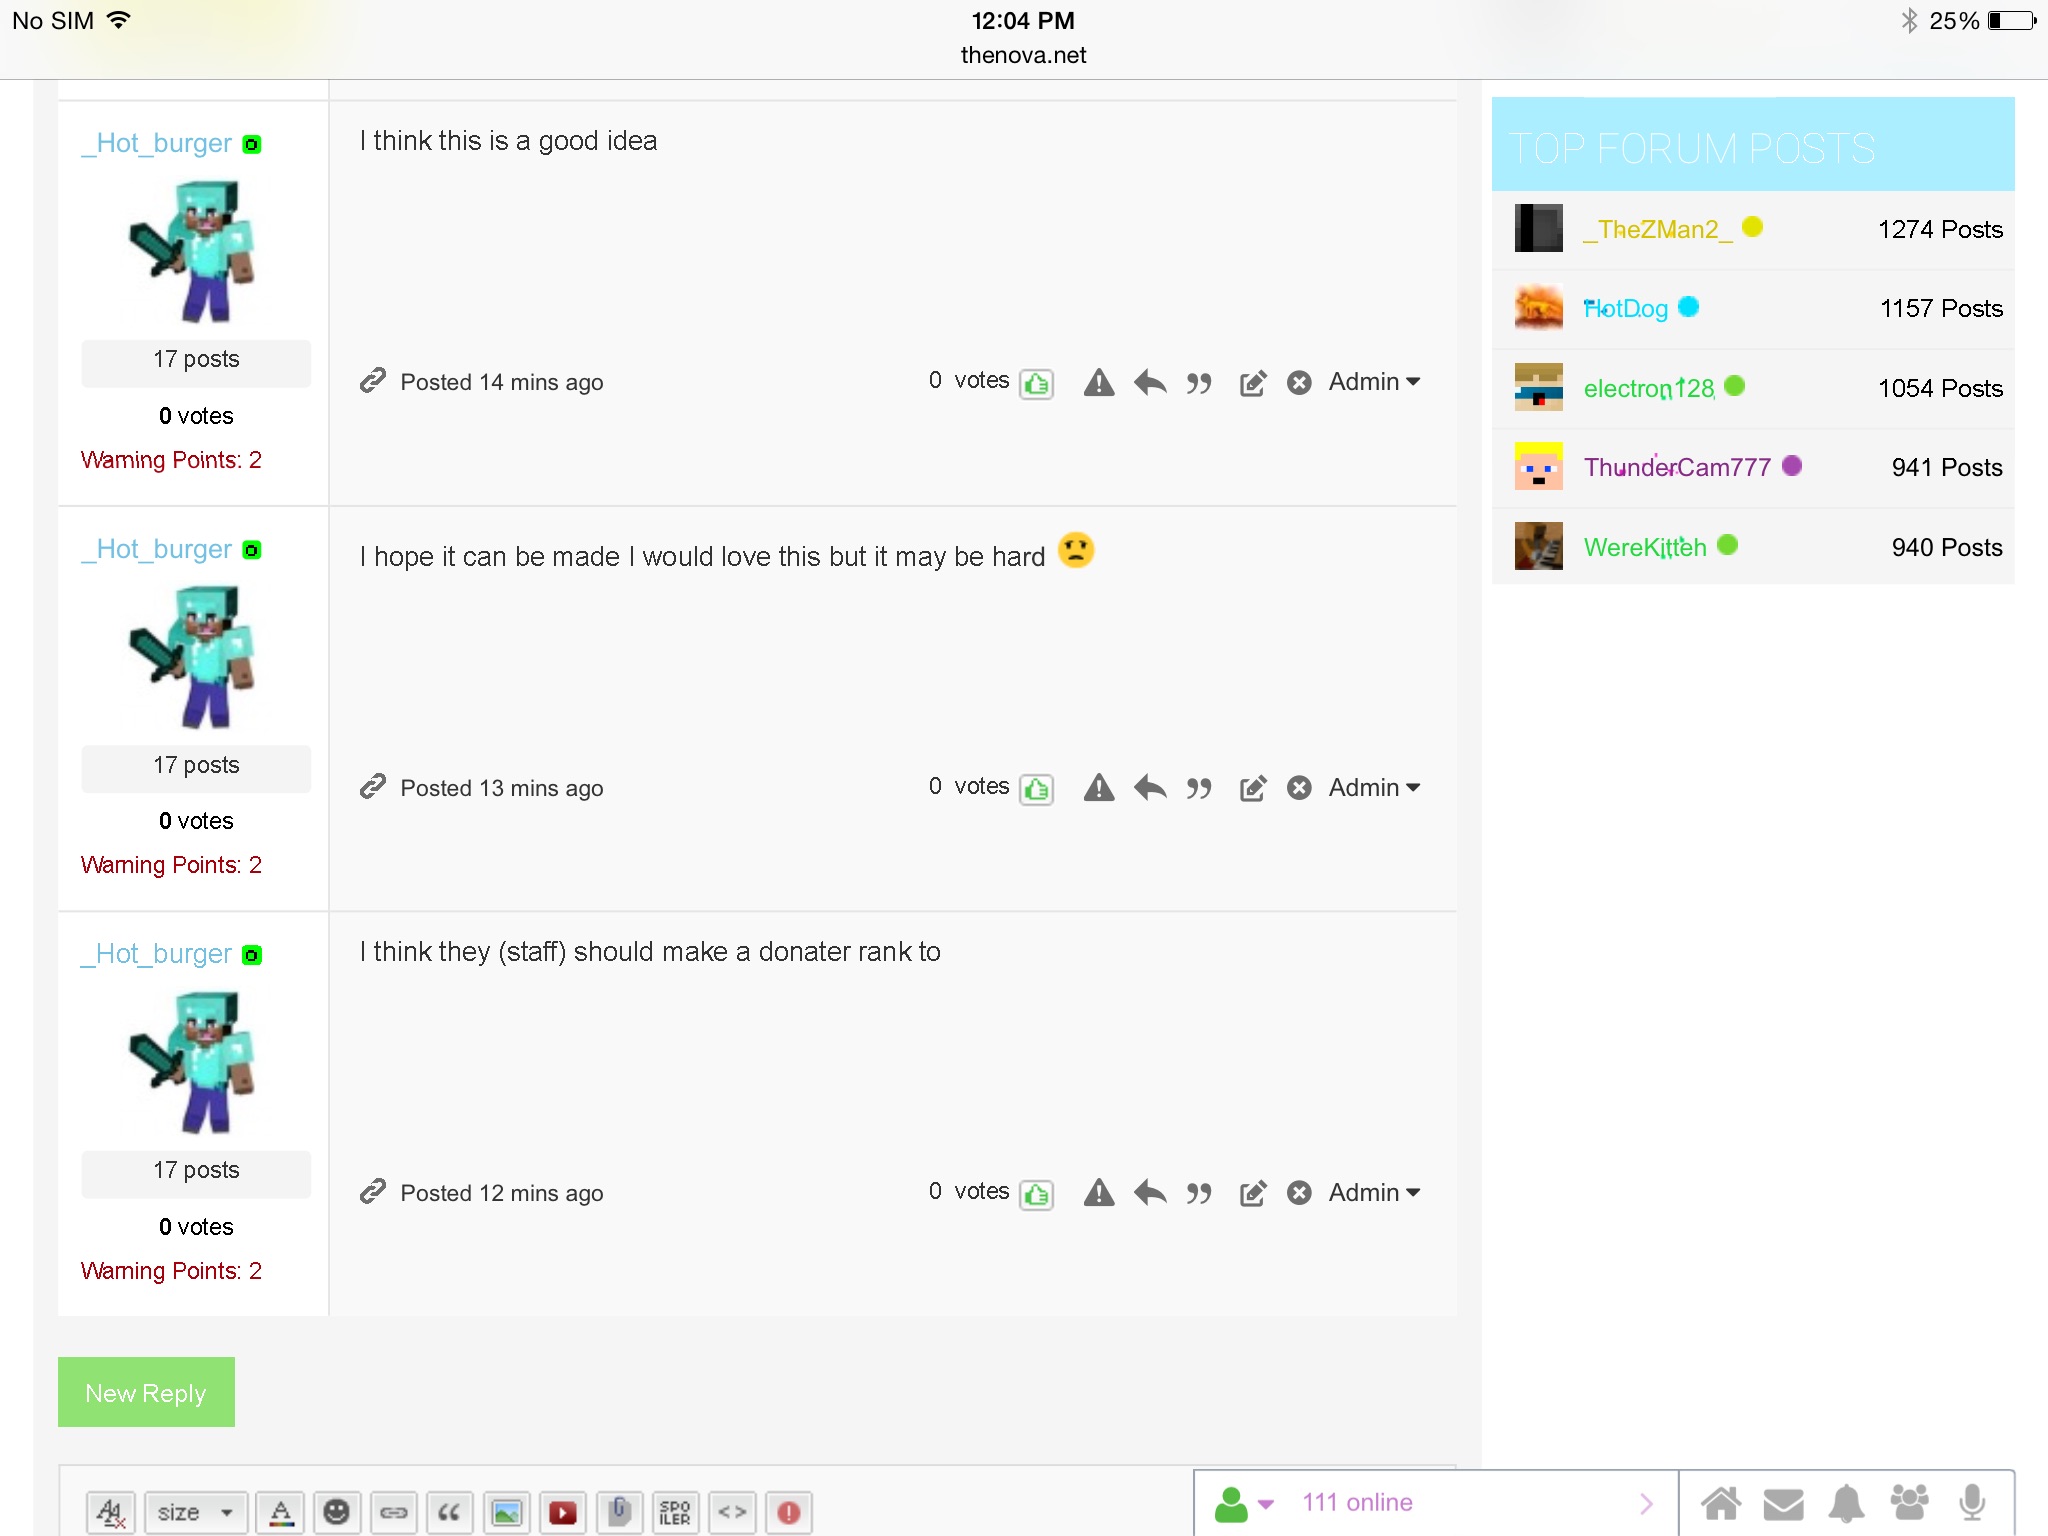 No SIM 12:04 PM 25%
thenova.net
_Hot_burger
17 posts
0 votes
Warning Points: 2
I think this is a good idea
Posted 14 mins ago 0 votes Admin
_Hot_burger
17 posts
0 votes
Warning Points: 2
I hope it can be made I would love this but it may be hard
Posted 13 mins ago 0 votes Admin
_Hot_burger
17 posts
0 votes
Warning Points: 2
I think they (staff) should make a donater rank to
Posted 12 mins ago 0 votes Admin
New Reply
size A SPOILER <>
TOP FORUM POSTS
_TheZMan2_ 1274 Posts
HotDog 1157 Posts
electron128 1054 Posts
ThunderCam777 941 Posts
WereKitteh 940 Posts
111 online